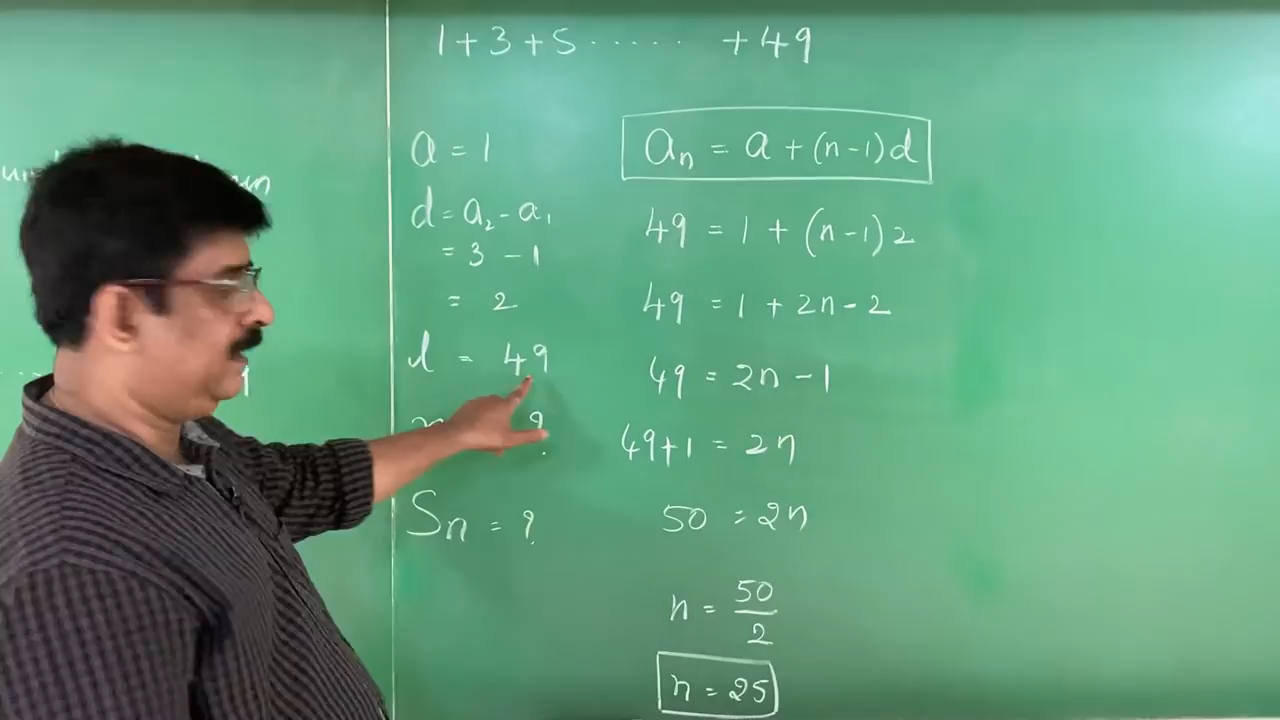 1 + 3 + 5 ...... + 49
a = 1
d = a₂ - a₁
= 3 - 1
= 2
l = 49
?
Sn = ?
an = a + (n-1)d
49 = 1 + (n-1)2
49 = 1 + 2n - 2
49 = 2n - 1
49+1 = 2n
50 = 2n
n = 50/2
n = 25